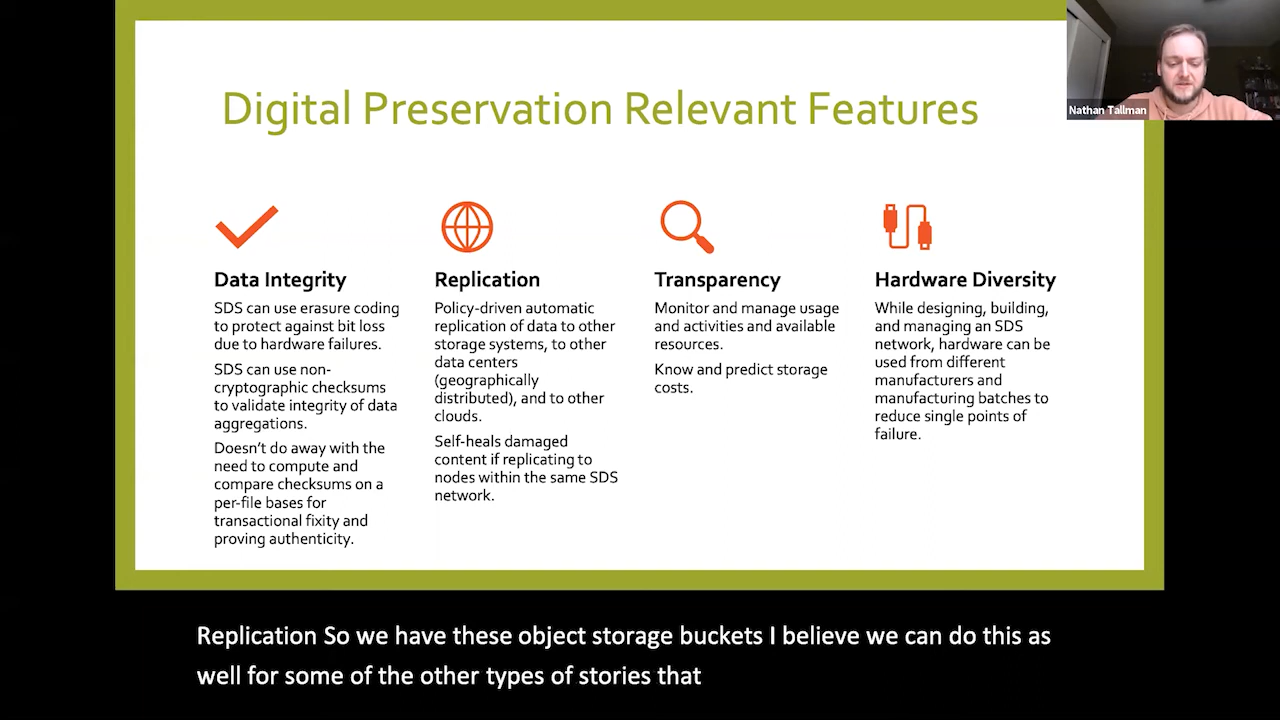 Digital Preservation Relevant Features
Nathan Tallman
Data Integrity
SDS can use erasure coding
to protect against bit loss
due to hardware failures.
SDS can use non-
cryptographic checksums
to validate integrity of data
aggregations.
Doesn't do away with the
need to compute and
compare checksums on a
per-file bases for
transactional fixity and
proving authenticity.
Replication
Policy-driven automatic
replication of data to other
storage systems, to other
data centers
(geographically
distributed), and to other
clouds.
Self-heals damaged
content if replicating to
nodes within the same SDS
network.
Transparency
Monitor and manage usage
and activities and available
resources.
Know and predict storage
costs.
Hardware Diversity
While designing, building,
and managing an SDS
network, hardware can be
used from different
manufacturers and
manufacturing batches to
reduce single points of
failure.
Replication So we have these object storage buckets I believe we can do this as
well for some of the other types of stories that